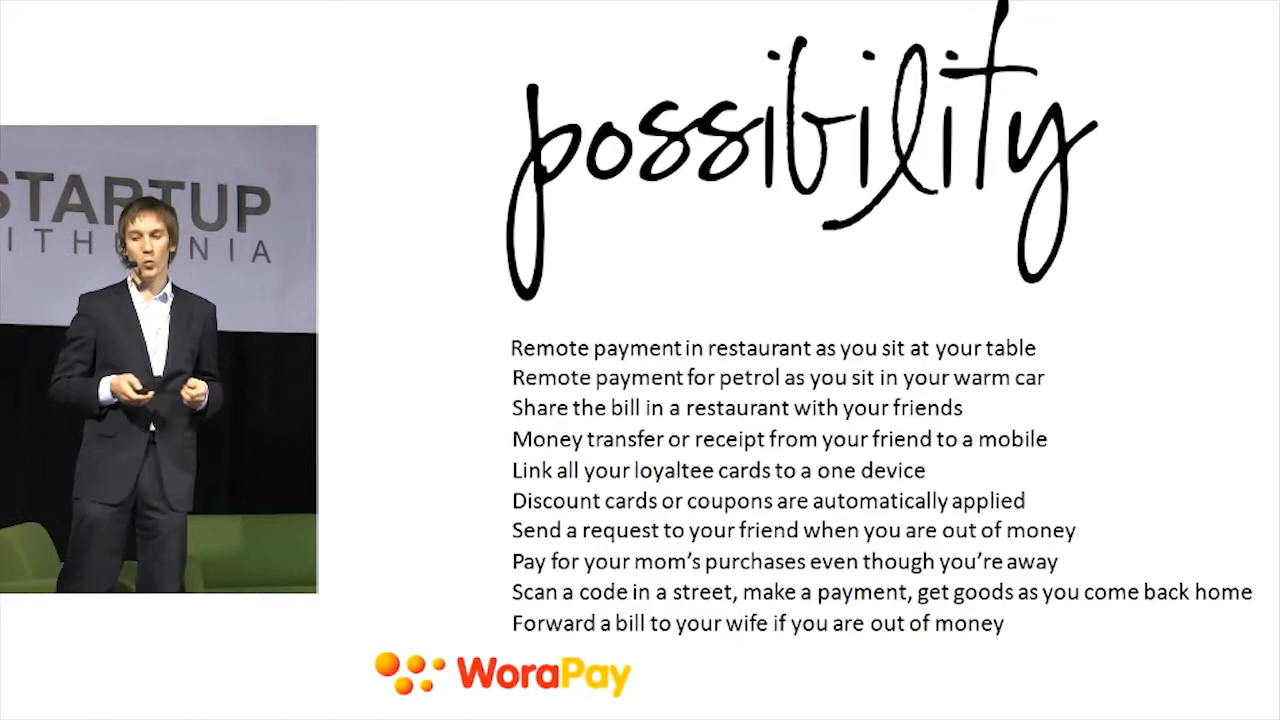 possibility
STARTUP
ITHUANIA
Remote payment in restaurant as you sit at your table
Remote payment for petrol as you sit in your warm car
Share the bill in a restaurant with your friends
Money transfer or receipt from your friend to a mobile
Link all your loyaltee cards to a one device
Discount cards or coupons are automatically applied
Send a request to your friend when you are out of money
Pay for your mom's purchases even though you're away
Scan a code in a street, make a payment, get goods as you come back home
Forward a bill to your wife if you are out of money
WoraPay